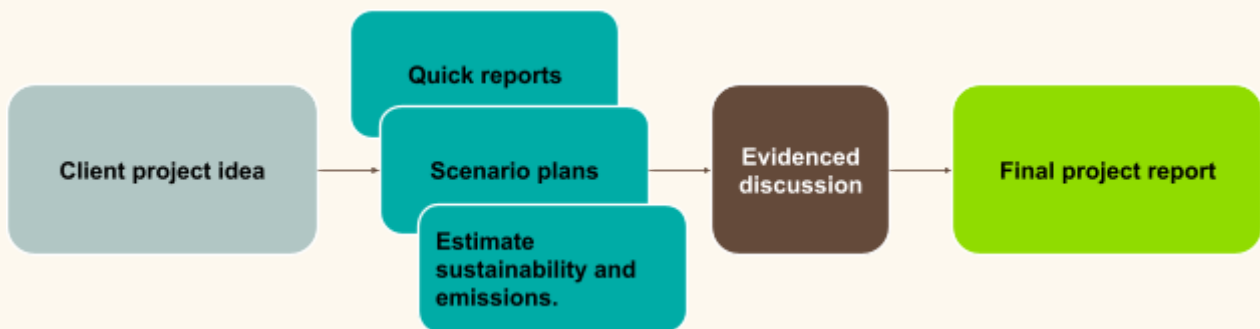 Client project idea
Quick reports
Scenario plans
Estimate
sustainability and
emissions.
Evidenced
discussion
Final project report